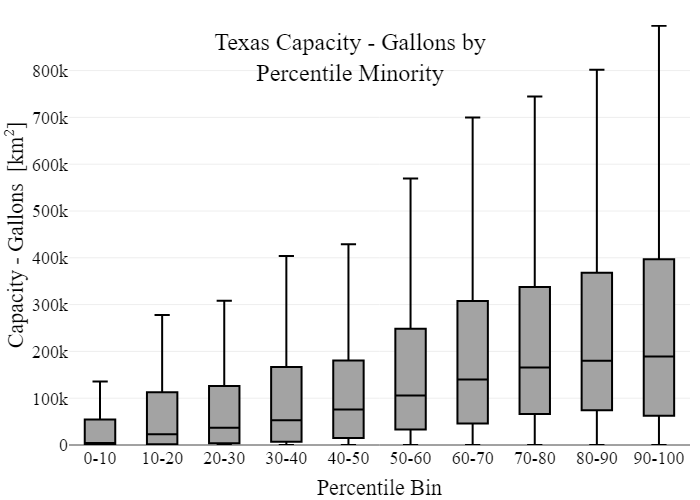 Texas Capacity - Gallons by
Percentile Minority
Capacity - Gallons [km²]
800k
700k
600k
500k
400k
300k
200k
100k
0
0-10 10-20 20-30 30-40 40-50 50-60 60-70 70-80 80-90 90-100
Percentile Bin